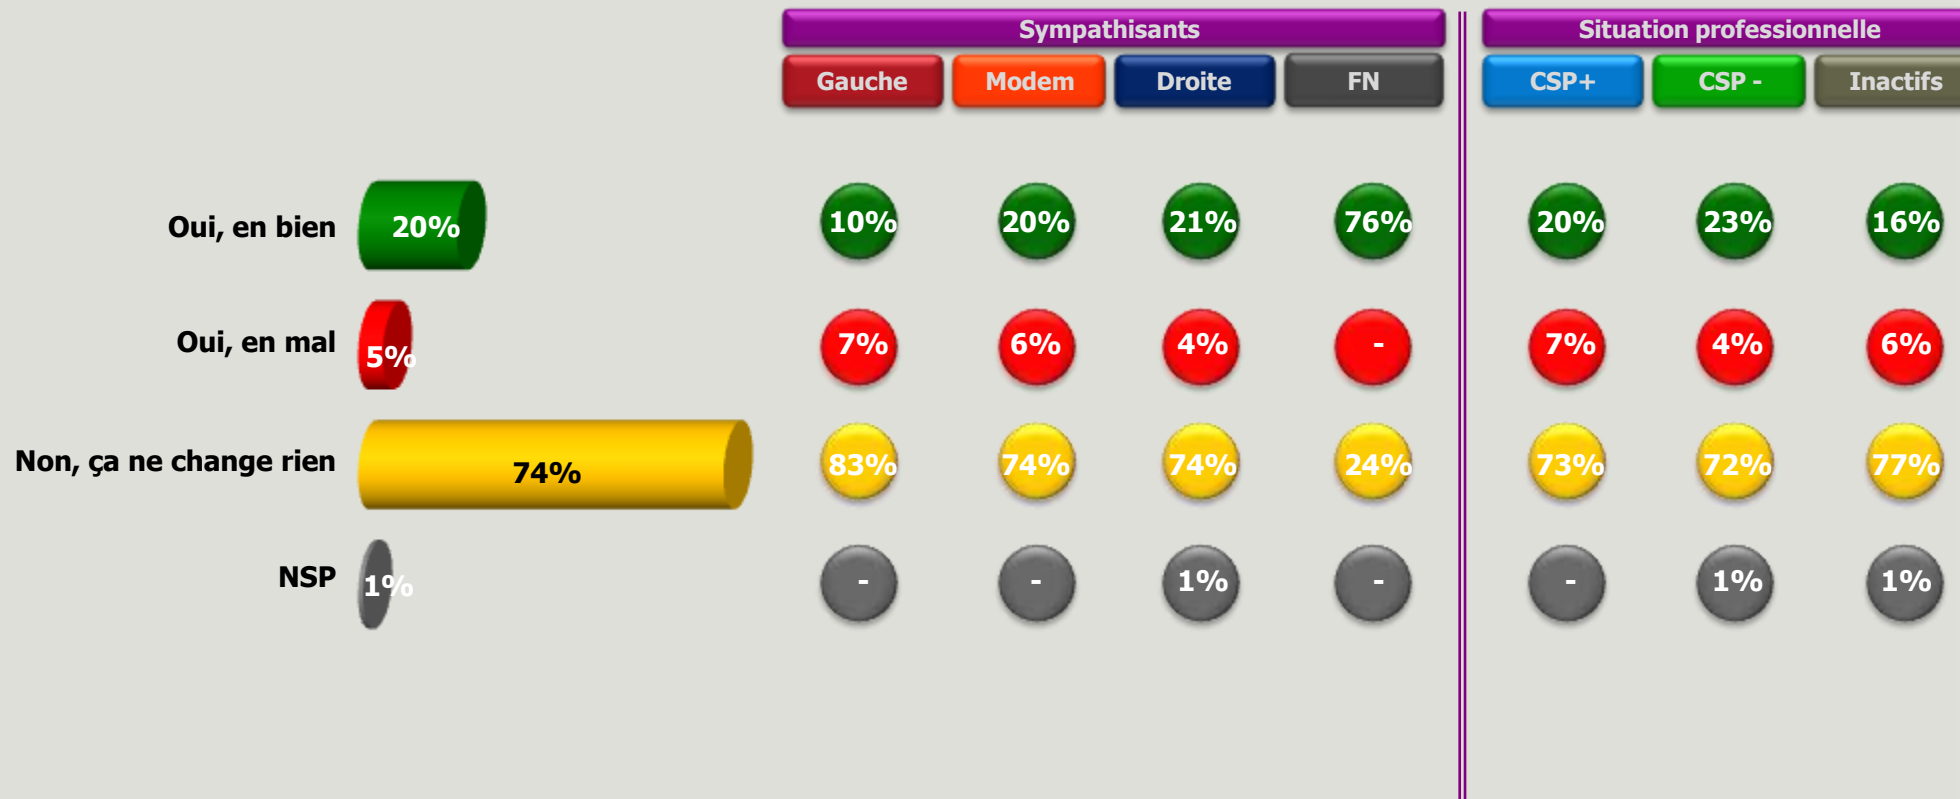 Sympathisants Situation professionnelle
Gauche Modem Droite FN CSP+ CSP - Inactifs
Oui, en bien 20% 10% 20% 21% 76% 20% 23% 16%
Oui, en mal 5% 7% 6% 4% - 7% 4% 6%
Non, ça ne change rien 74% 83% 74% 74% 24% 73% 72% 77%
NSP 1% - - 1% - - 1% 1%